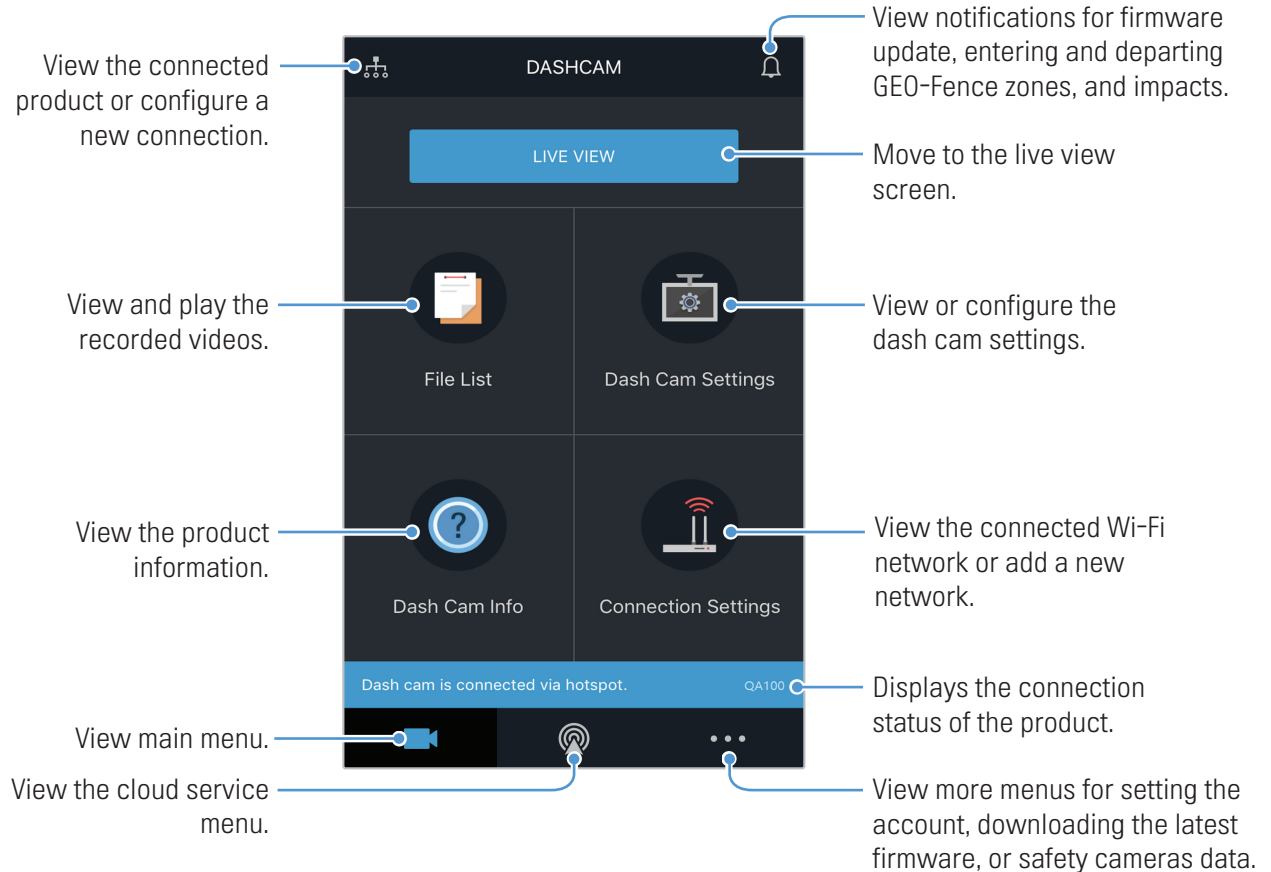 View the connected
product or configure a
new connection.
View notifications for firmware
update, entering and departing
GEO-Fence zones, and impacts.
DASHCAM
LIVE VIEW
Move to the live view
screen.
View and play the
recorded videos.
File List
Dash Cam Settings
View or configure the
dash cam settings.
View the product
information.
?
Dash Cam Info
Connection Settings
View the connected Wi-Fi
network or add a new
network.
Dash cam is connected via hotspot.
QA100
Displays the connection
status of the product.
View main menu.
View the cloud service
menu.
View more menus for setting the
account, downloading the latest
firmware, or safety cameras data.